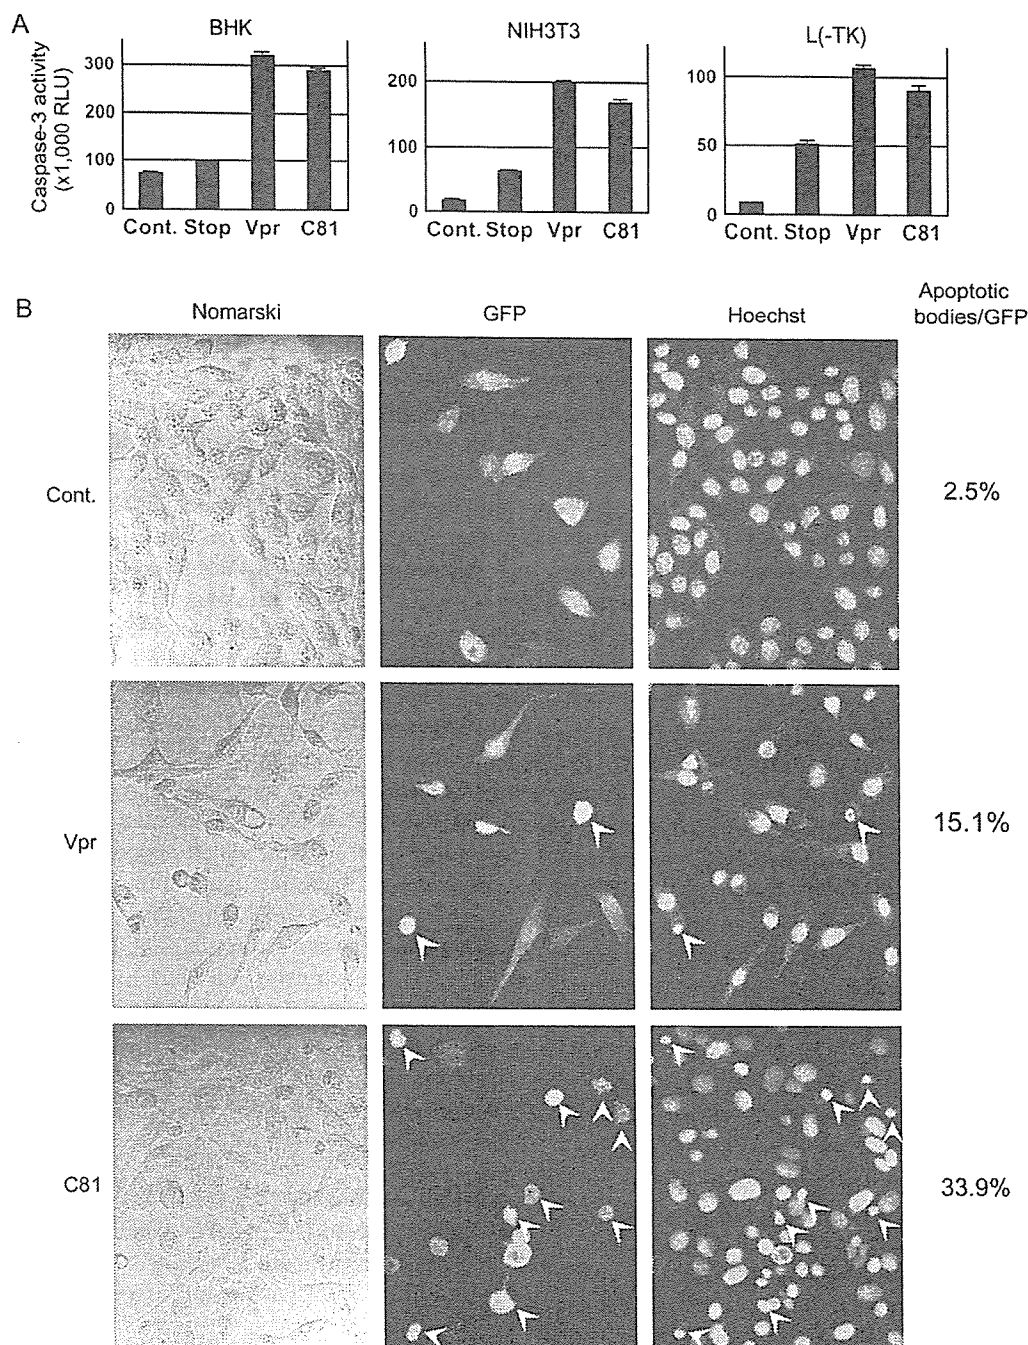 A
BHK
NIH3T3
L(-TK)
Caspase-3 activity
(x1,000 RLU)
300
200
100
0
Cont. Stop Vpr C81
200
100
0
Cont. Stop Vpr C81
100
50
0
Cont. Stop Vpr C81
B
Nomarski
GFP
Hoechst
Apoptotic
bodies/GFP
Cont.
2.5%
Vpr
15.1%
C81
33.9%